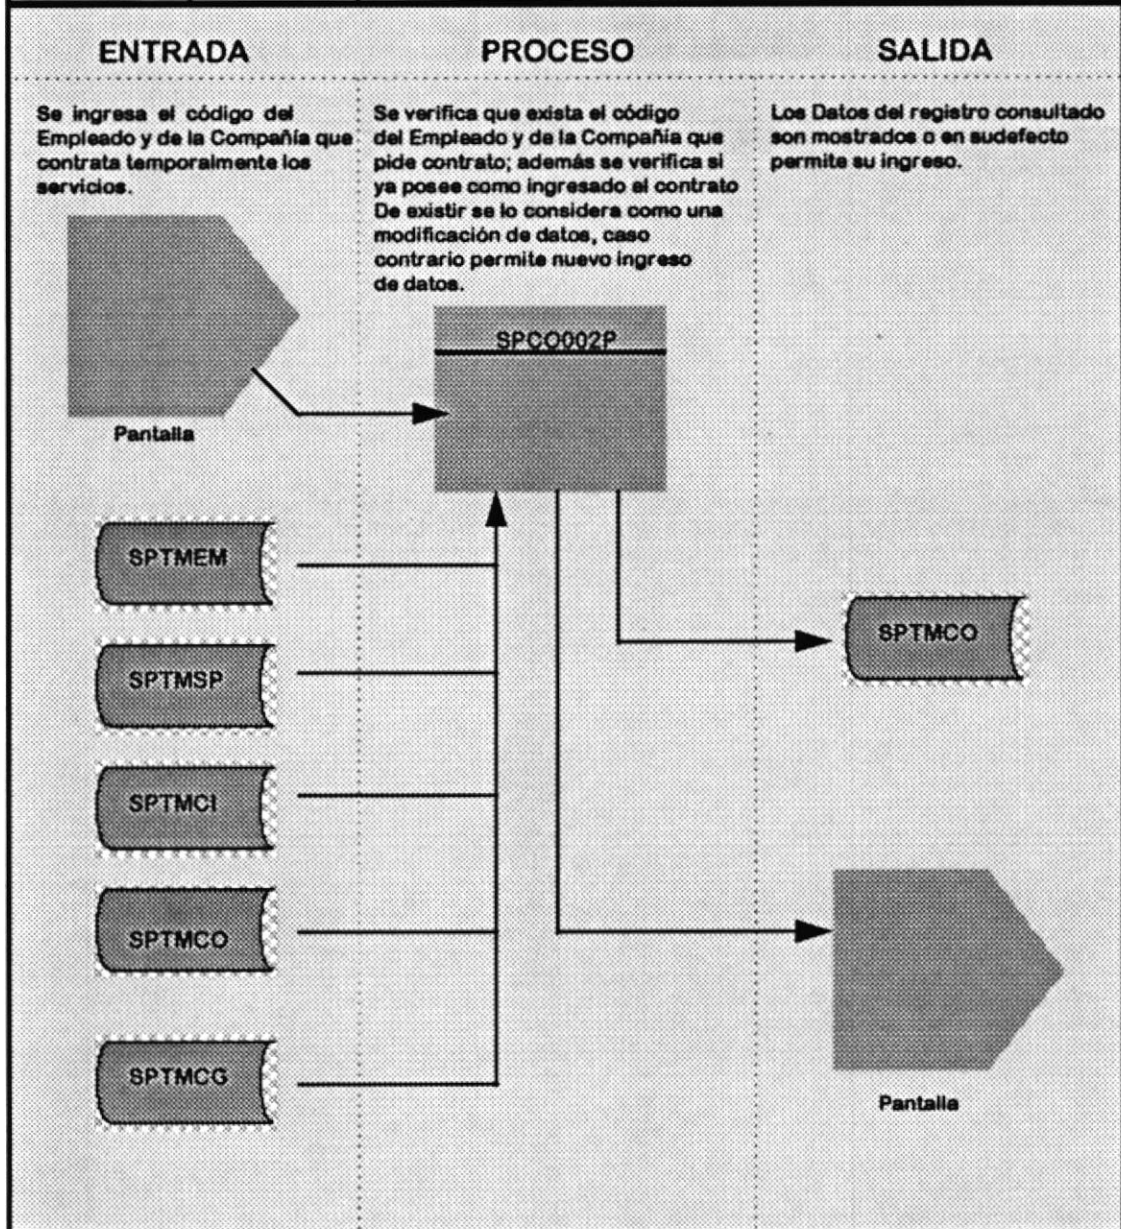 ENTRADA
PROCESO
SALIDA
Se ingresa el código del
Empleado y de la Compañía que
contrata temporalmente los
servicios.
Se verifica que exista el código
del Empleado y de la Compañía que
pide contrato; además se verifica si
ya posee como ingresado el contrato
De existir se lo considera como una
modificación de datos, caso
contrario permite nuevo ingreso
de datos.
Los Datos del registro consultado
son mostrados o en sudefecto
permite su ingreso.
SPCO002P
Pantalla
SPTMEM
SPTMSP
SPTMCI
SPTMCO
SPTMCG
SPTMCO
Pantalla